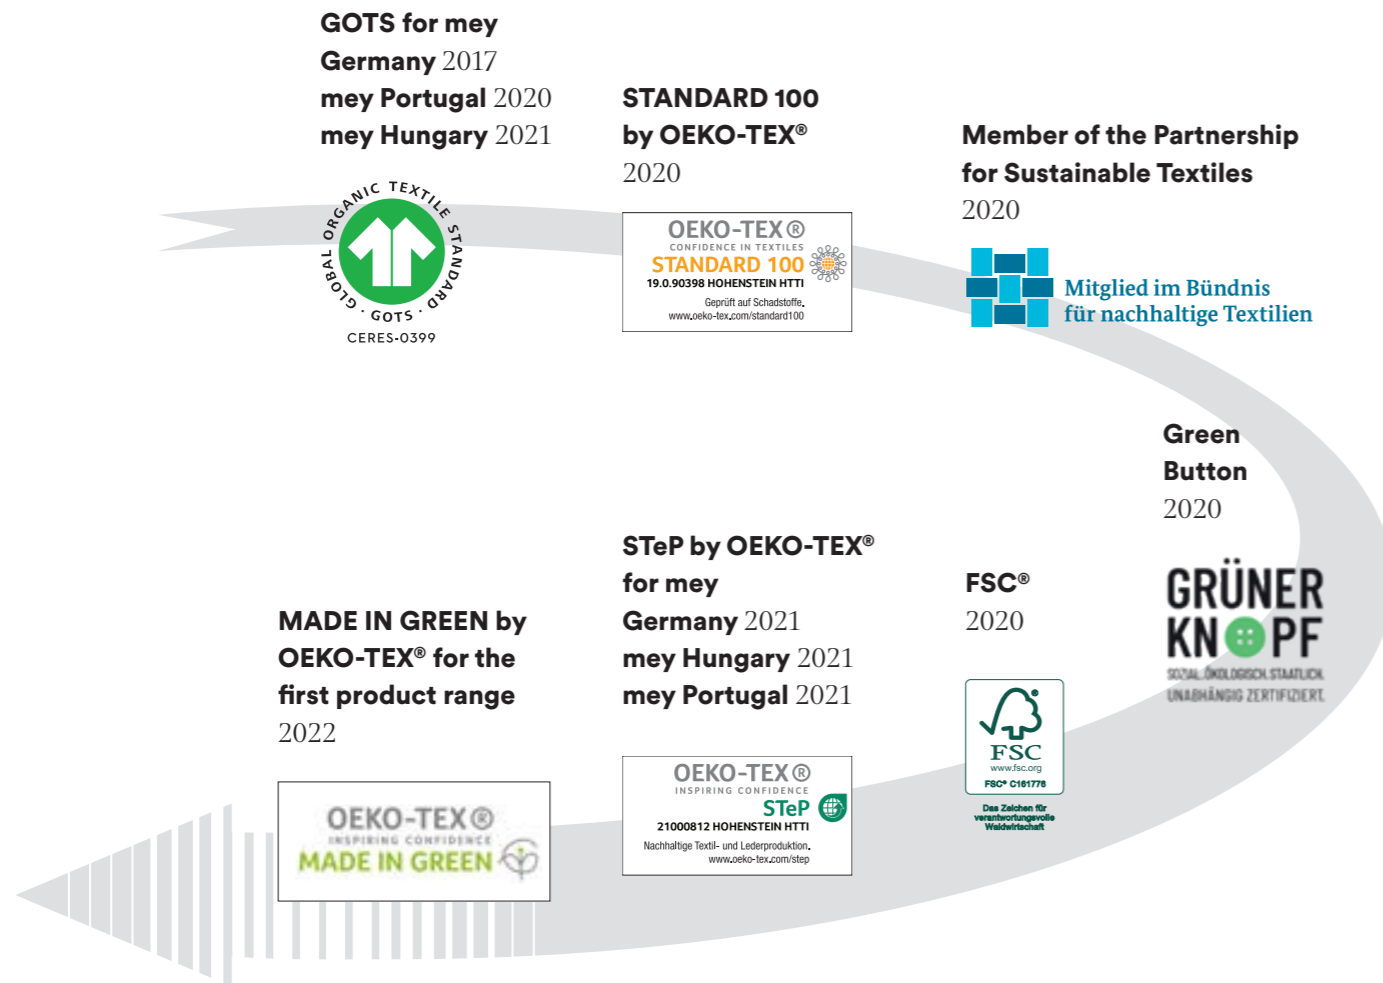 GOTS for mey
Germany 2017
mey Portugal 2020
mey Hungary 2021
GLOBAL ORGANIC TEXTILE STANDARD · GOTS ·
CERES-0399
STANDARD 100
by OEKO-TEX®
2020
OEKO-TEX®
CONFIDENCE IN TEXTILES
STANDARD 100
19.0.90398 HOHENSTEIN HTTI
Geprüft auf Schadstoffe.
www.oeko-tex.com/standard100
Member of the Partnership
for Sustainable Textiles
2020
Mitglied im Bündnis
für nachhaltige Textilien
Green
Button
2020
GRÜNER
KNOPF
SOZIAL. ÖKOLOGISCH. STAATLICH.
UNABHÄNGIG ZERTIFIZIERT.
FSC®
2020
FSC
www.fsc.org
FSC® C161776
Das Zeichen für
verantwortungsvolle
Waldwirtschaft
STeP by OEKO-TEX®
for mey
Germany 2021
mey Hungary 2021
mey Portugal 2021
OEKO-TEX®
INSPIRING CONFIDENCE
STeP
21000812 HOHENSTEIN HTTI
Nachhaltige Textil- und Lederproduktion.
www.oeko-tex.com/step
MADE IN GREEN by
OEKO-TEX® for the
first product range
2022
OEKO-TEX®
INSPIRING CONFIDENCE
MADE IN GREEN